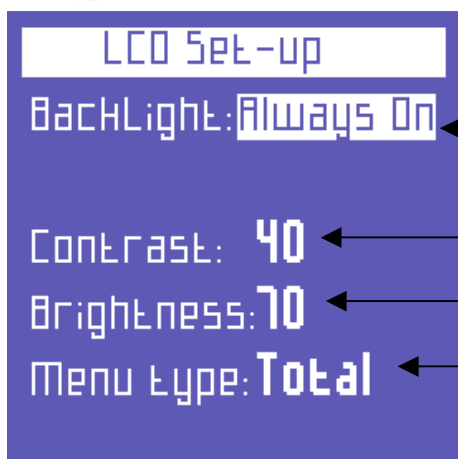 LCD Set-up
BackLight: Always On
Contrast: 40
Brightness: 70
Menu type: Total